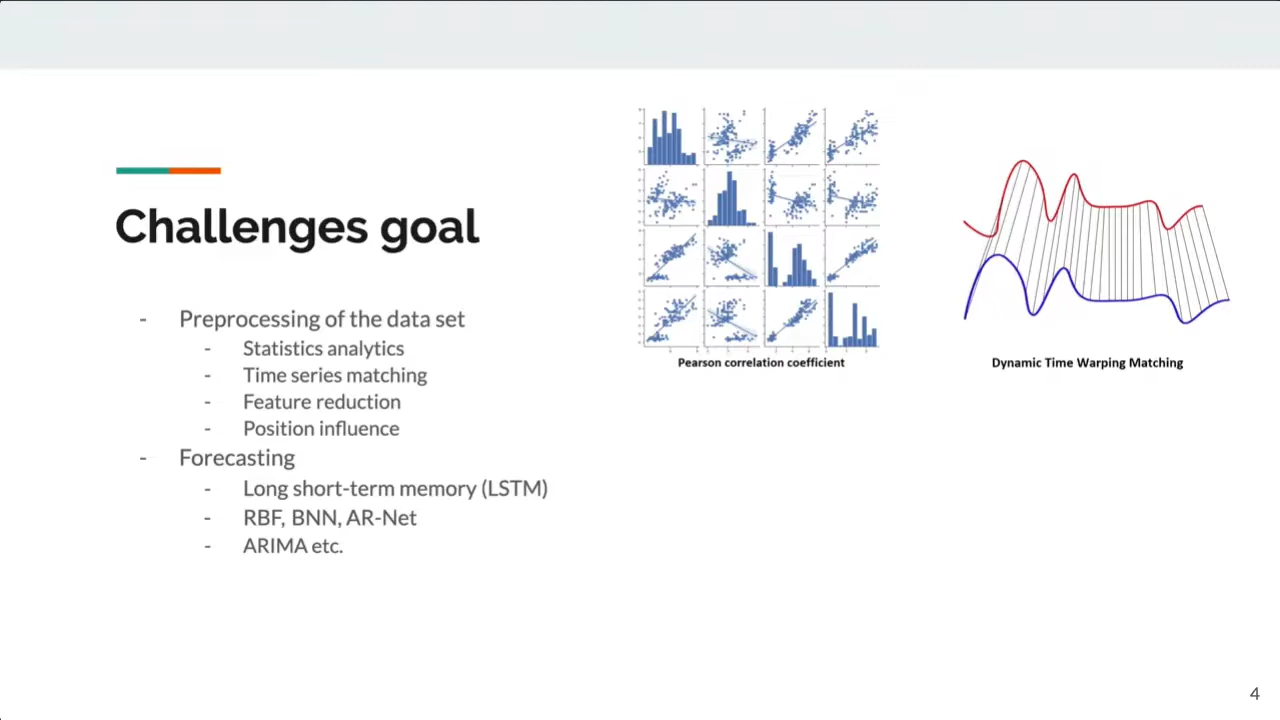 Challenges goal
- Preprocessing of the data set
- Statistics analytics
- Time series matching
- Feature reduction
- Position influence
- Forecasting
- Long short-term memory (LSTM)
- RBF, BNN, AR-Net
- ARIMA etc.
Pearson correlation coefficient
Dynamic Time Warping Matching
4